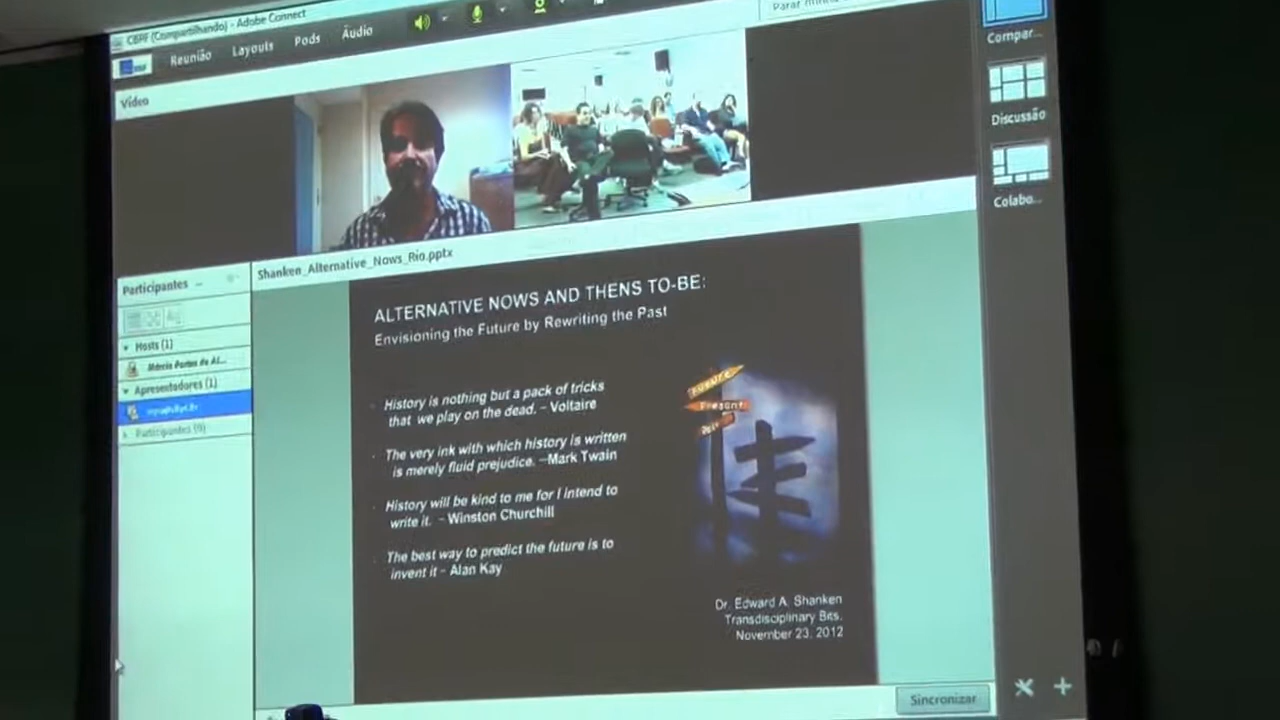 CBPF (Compartilhando) - Adobe Connect
Reunião Layouts Pods Áudio
Parar minha
Compar...
Vídeo
Discussão
Colabo...
Shanken_Alternative_Nows_Rio.pptx
Participantes
Hosts (1)
Apresentadores (1)
Participantes (9)
ALTERNATIVE NOWS AND THENS TO-BE:
Envisioning the Future by Rewriting the Past
History is nothing but a pack of tricks
that we play on the dead. – Voltaire
The very ink with which history is written
is merely fluid prejudice. –Mark Twain
History will be kind to me for I intend to
write it. – Winston Churchill
The best way to predict the future is to
invent it - Alan Kay
FUTURE
Present
Past
Dr. Edward A. Shanken
Transdisciplinary Bits,
November 23, 2012
Sincronizar